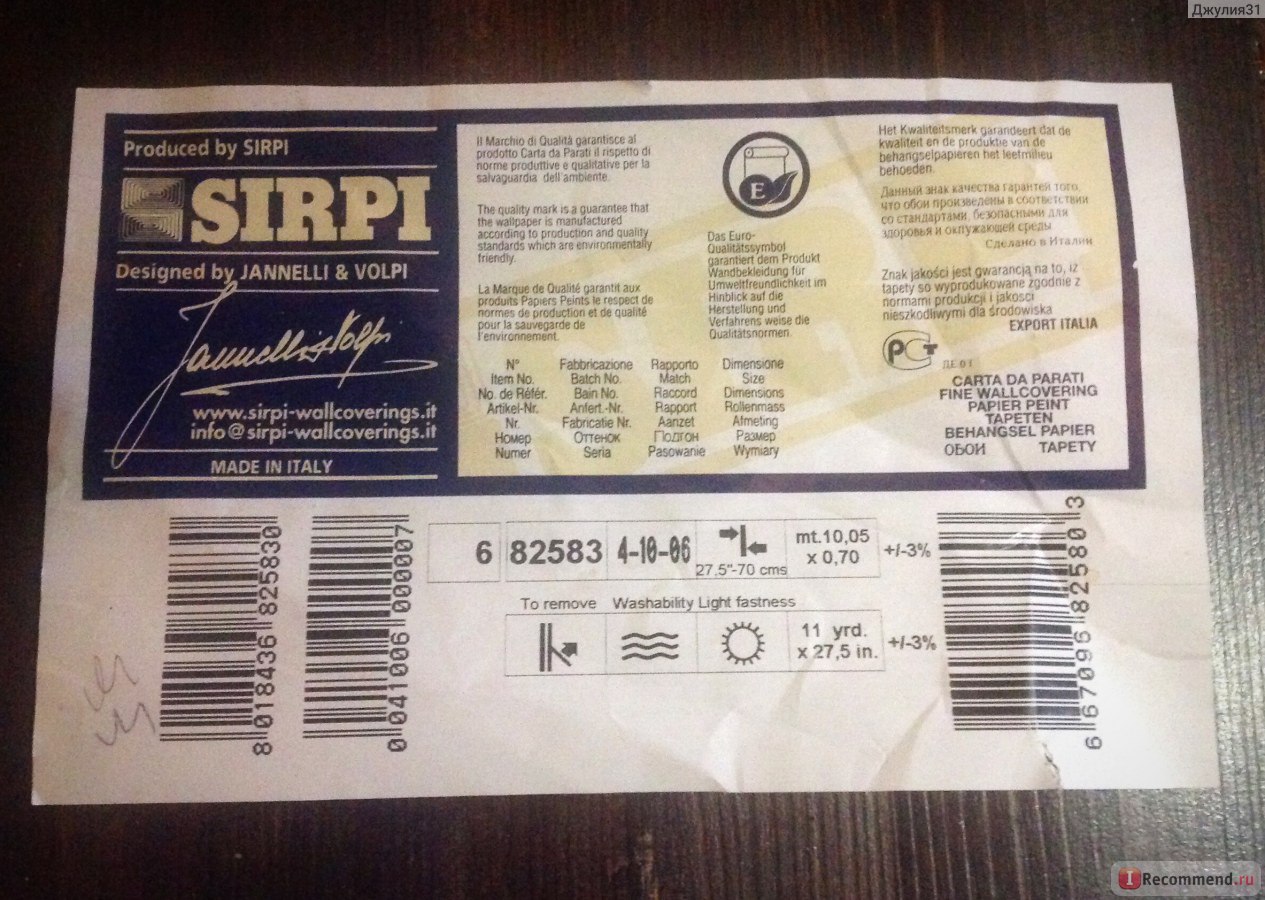 Джулия31
Produced by SIRPI
SIRPI
Designed by JANNELLI & VOLPI
Jannelli & Volpi
www.sirpi-wallcoverings.it
info@sirpi-wallcoverings.it
MADE IN ITALY
Il Marchio di Qualità garantisce al
prodotto Carta da Parati il rispetto di
norme produttive e qualitative per la
salvaguardia dell'ambiente.
The quality mark is a guarantee that
the wallpaper is manufactured
according to production and quality
standards which are environmentally
friendly.
La Marque de Qualité garantit aux
produits Papiers Peints le respect de
normes de production et de qualité
pour la sauvegarde de
l'environnement.
E
Das Euro-
Qualitätssymbol
garantiert dem Produkt
Wandbekleidung für
Umweltfreundlichkeit im
Hinblick auf die
Herstellung und
Verfahrens weise die
Qualitätsnormen.
Het Kwaliteitsmerk garandeert dat de
kwaliteit en de produktie van de
behangselpapieren het leefmilieu
behoeden.
Данный знак качества гарантей того,
что обои произведены в соответствии
со стандартами, безопасными для
здоровья и окружающей среды
Сделано в Италии
Znak jakości jest gwarancją na to, iż
tapety so wyprodukowane zgodnie z
normami produkcji i jakosci
nieszkodliwymi dla środowiska
EXPORT ITALIA
РСТ
ДЕ 01
CARTA DA PARATI
FINE WALLCOVERING
PAPIER PEINT
TAPETEN
BEHANGSEL PAPIER
ОБОИ TAPETY
N° Fabbricazione Rapporto Dimensione
Item No. Batch No. Match Size
No. de Référ. Bain No. Raccord Dimensions
Artikel-Nr. Anfert.-Nr. Rapport Rollenmass
Nr. Fabricatie Nr. Aanzet Afmeting
Номер Оттенок Подгон Размер
Numer Seria Pasowanie Wymiary
6 82583 4-10-06 27,5"-70 cms mt.10,05 x 0,70 +/-3%
To remove Washability Light fastness
11 yrd. x 27,5 in. +/-3%
8 018436 825830
0 041006 000007
6 67096 82580 3
IRecommend.ru